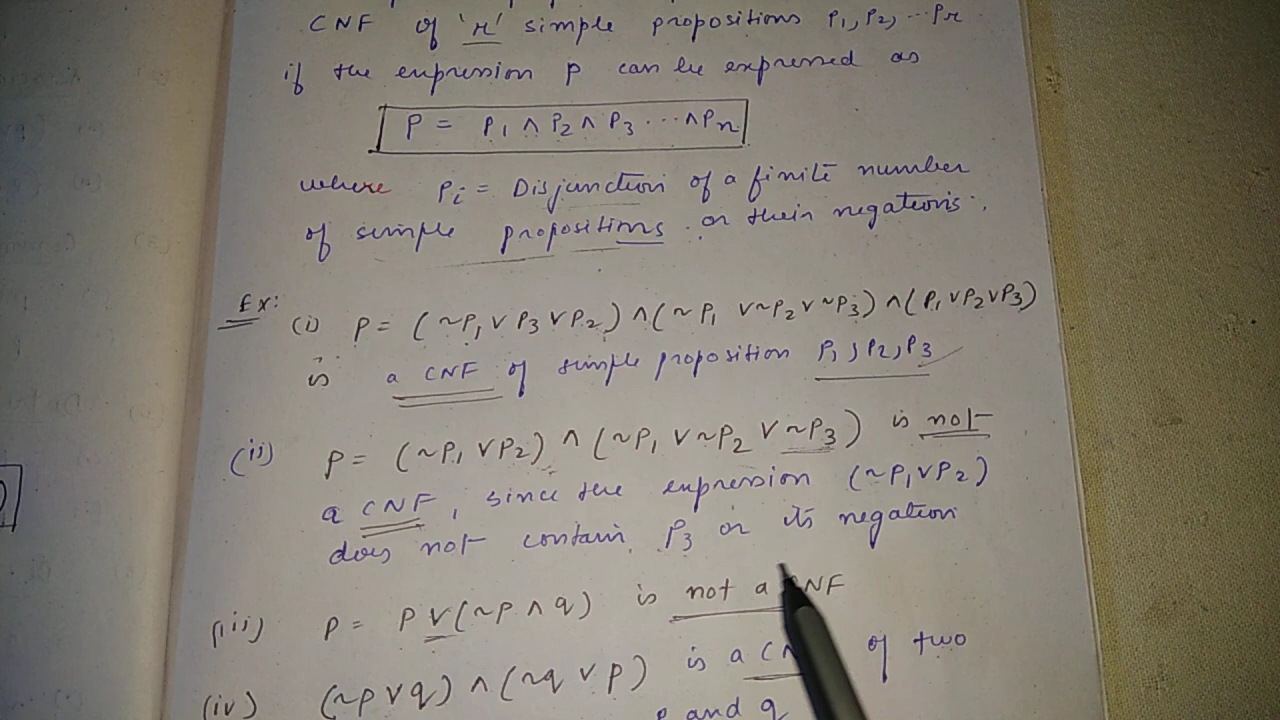 CNF of 'r' simple propositions P₁, P₂, ... Pr.
if the expression P can be expressed as
P = P₁ ∧ P₂ ∧ P₃ ... ∧ Pn
where Pi = Disjunction of a finite number
of simple propositions or their negations.
Ex:
(i) P = (~P₁ ∨ P₃ ∨ P₂) ∧ (~P₁ ∨ ~P₂ ∨ ~P₃) ∧ (P₁ ∨ P₂ ∨ P₃)
is a CNF of simple proposition P₁, P₂, P₃
(ii) P = (~P₁ ∨ P₂) ∧ (~P₁ ∨ ~P₂ ∨ ~P₃) is not
a CNF, since the expression (~P₁ ∨ P₂)
does not contain P₃ or its negation
(iii) P = P ∨ (~P ∧ q) is not a CNF
(iv) (~p ∨ q) ∧ (~q ∨ p) is a of two
and q